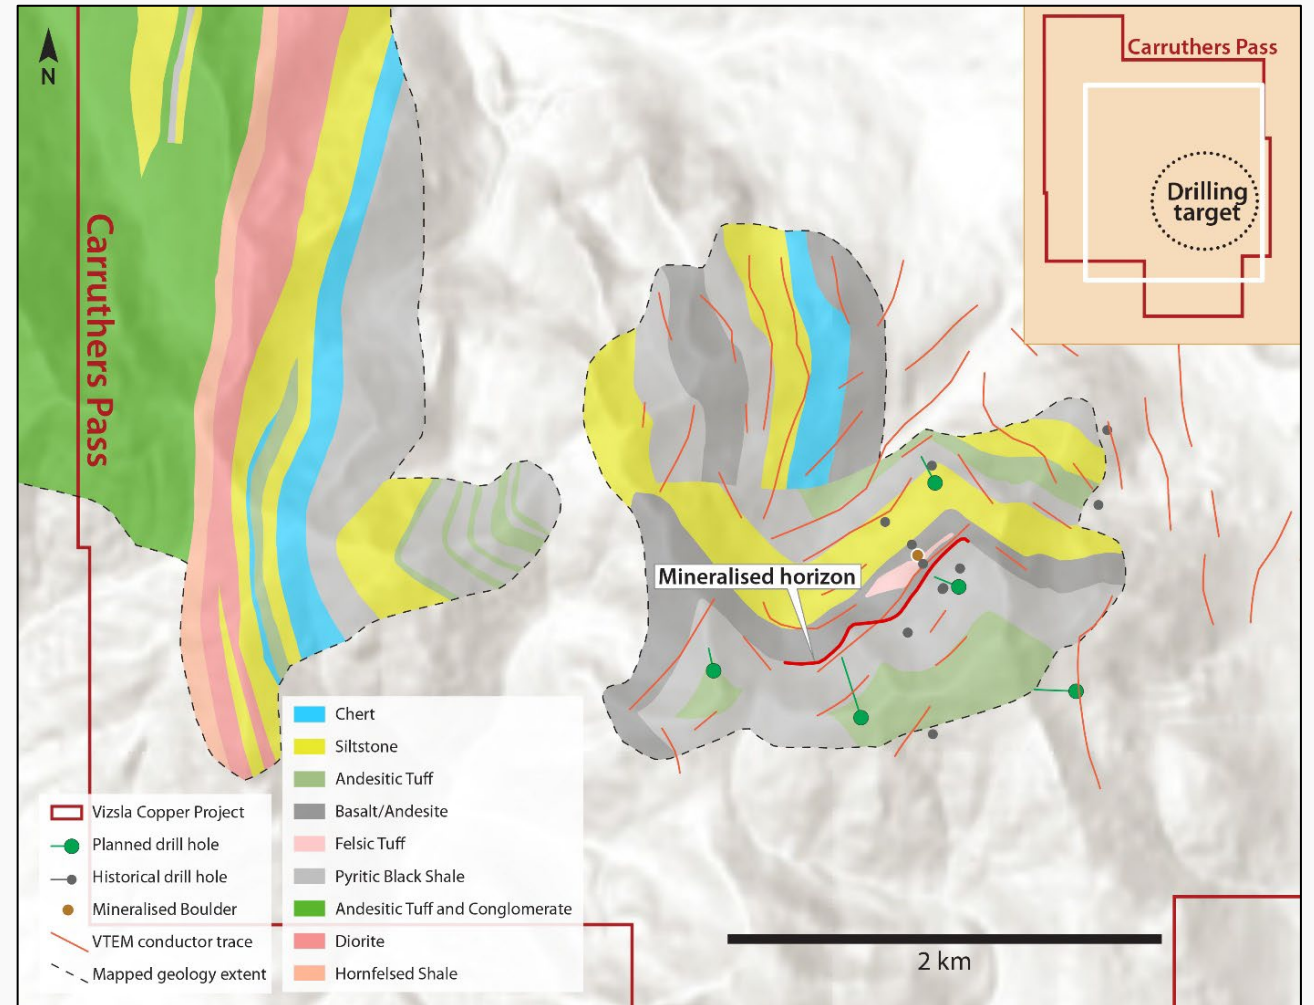 N
Carruthers Pass
Carruthers Pass
Drilling
target
Mineralised horizon
Vizsla Copper Project
Planned drill hole
Historical drill hole
Mineralised Boulder
VTEM conductor trace
Mapped geology extent
Chert
Siltstone
Andesitic Tuff
Basalt/Andesite
Felsic Tuff
Pyritic Black Shale
Andesitic Tuff and Conglomerate
Diorite
Hornfelsed Shale
2 km